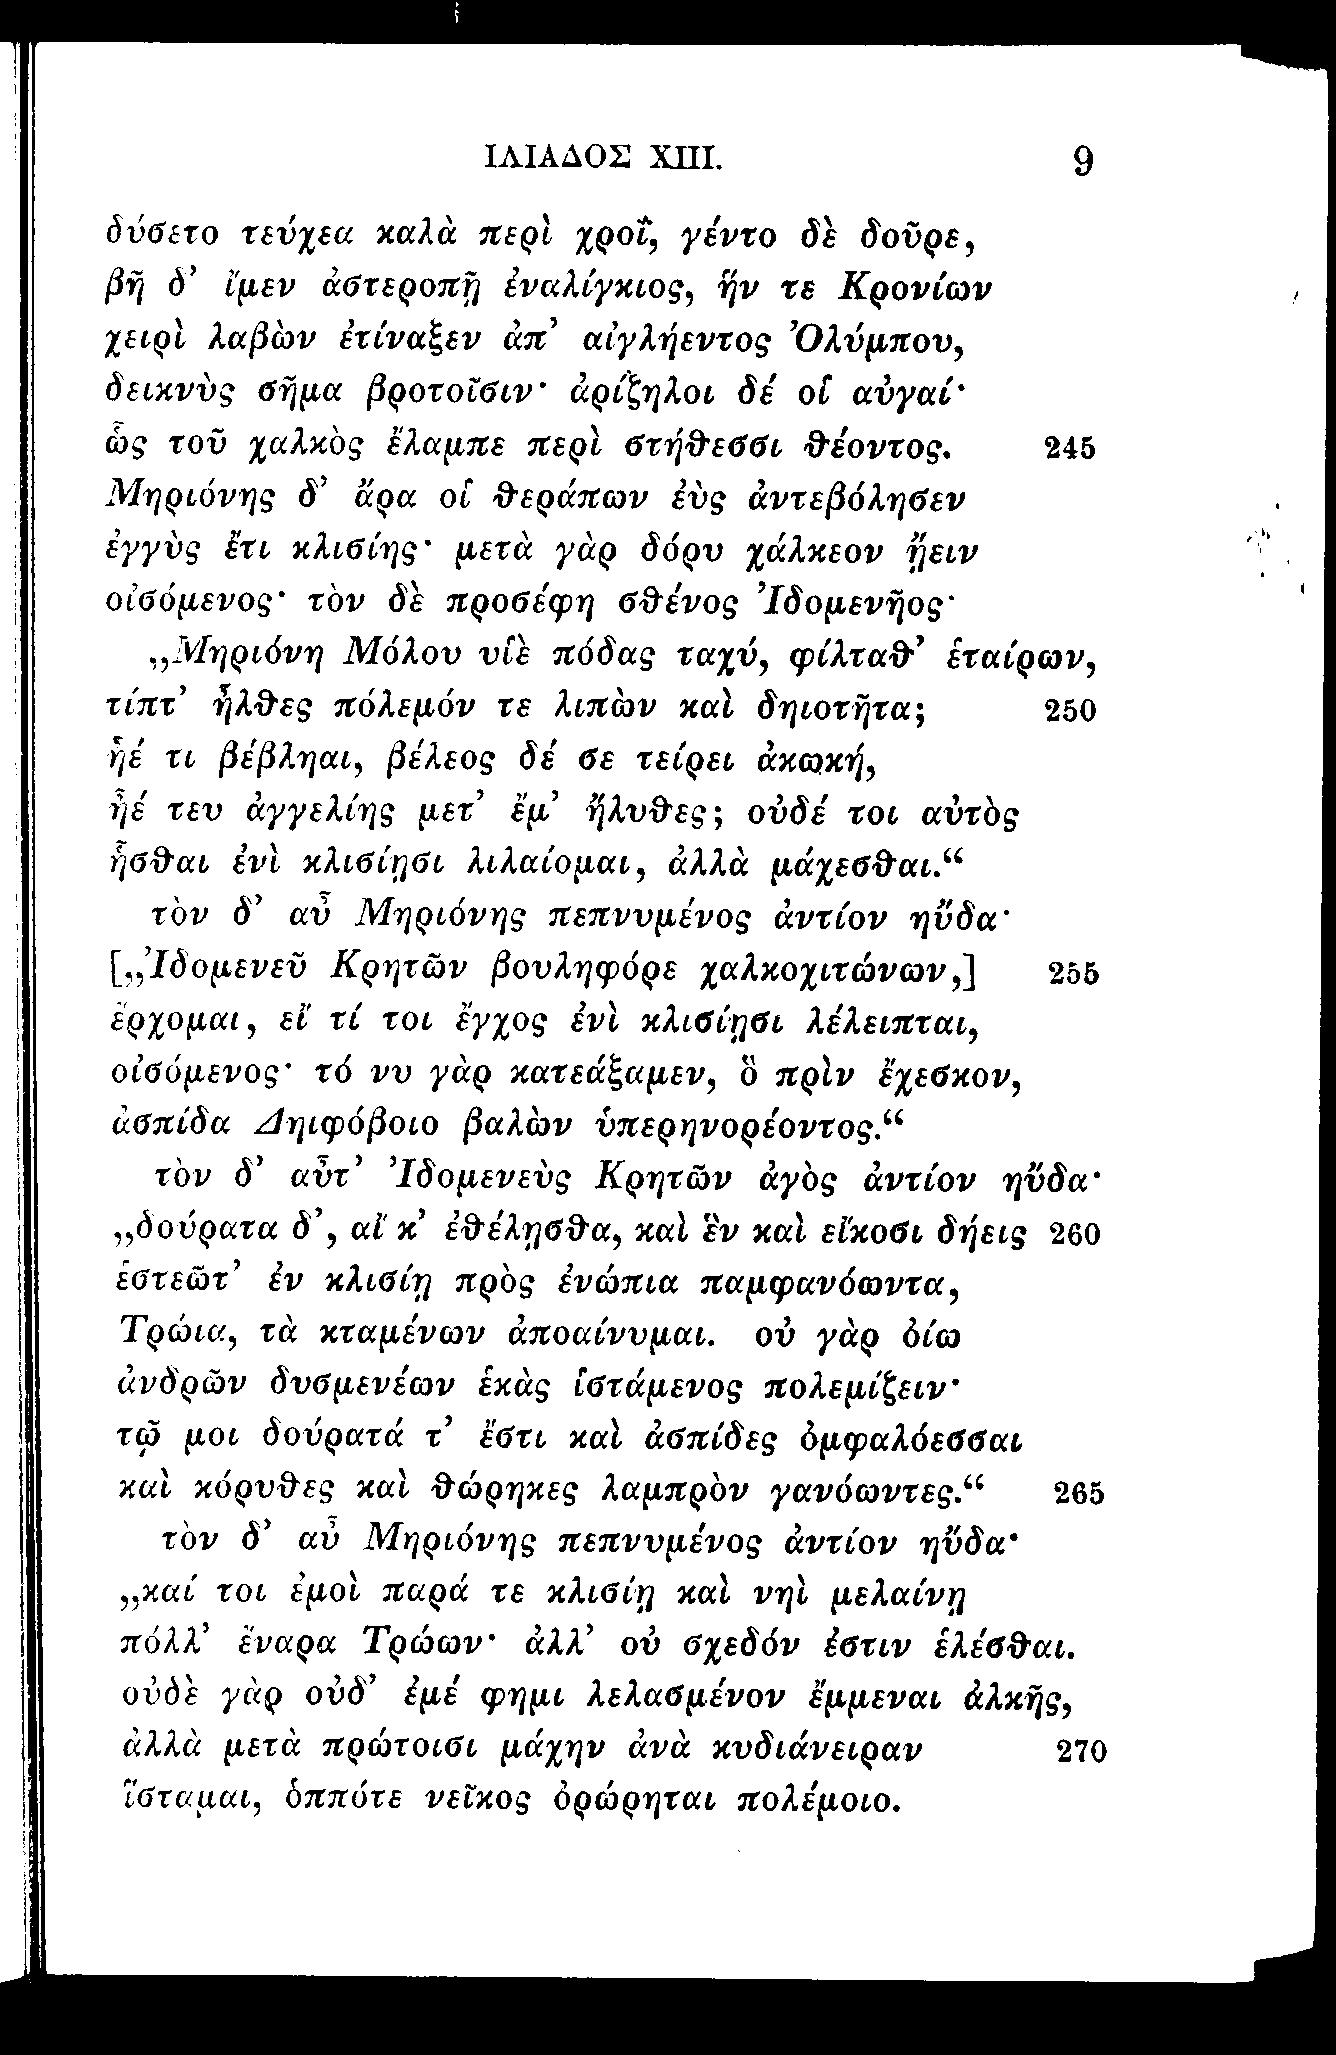 ΙΛΙΑΔΟΣ XIII. 9
δύσετο τεύχεα καλὰ περὶ χροΐ, γέντο δὲ δοῦρε,
βῆ δ’ ἴμεν ἀστεροπῇ ἐναλίγκιος, ἥν τε Κρονίων
χειρὶ λαβὼν ἐτίναξεν ἀπ’ αἰγλήεντος Ὀλύμπου,
δεικνὺς σῆμα βροτοῖσιν· ἀρίζηλοι δέ οἱ αὐγαί·
ὣς τοῦ χαλκὸς ἔλαμπε περὶ στήθεσσι θέοντος. 245
Μηριόνης δ’ ἄρα οἱ θεράπων ἐὺς ἀντεβόλησεν
ἐγγὺς ἔτι κλισίης· μετὰ γὰρ δόρυ χάλκεον ᾔειν
οἰσόμενος· τὸν δὲ προσέφη σθένος Ἰδομενῆος·
„Μηριόνη Μόλου υἱὲ πόδας ταχύ, φίλταθ’ ἑταίρων,
τίπτ’ ἦλθες πόλεμόν τε λιπὼν καὶ δηιοτῆτα; 250
ἦέ τι βέβληαι, βέλεος δέ σε τείρει ἀκωκή,
ἦέ τευ ἀγγελίης μετ’ ἔμ’ ἤλυθες; οὐδέ τοι αὐτὸς
ἧσθαι ἐνὶ κλισίῃσι λιλαίομαι, ἀλλὰ μάχεσθαι.“
τὸν δ’ αὖ Μηριόνης πεπνυμένος ἀντίον ηὔδα·
[„Ἰδομενεῦ Κρητῶν βουληφόρε χαλκοχιτώνων,] 255
ἔρχομαι, εἴ τί τοι ἔγχος ἐνὶ κλισίῃσι λέλειπται,
οἰσόμενος· τό νυ γὰρ κατεάξαμεν, ὃ πρὶν ἔχεσκον,
ἀσπίδα Δηιφόβοιο βαλὼν ὑπερηνορέοντος.“
τὸν δ’ αὖτ’ Ἰδομενεὺς Κρητῶν ἀγὸς ἀντίον ηὔδα·
„δούρατα δ’, αἴ κ’ ἐθέλῃσθα, καὶ ἓν καὶ εἴκοσι δήεις 260
ἑστεῶτ’ ἐν κλισίῃ πρὸς ἐνώπια παμφανόωντα,
Τρώια, τὰ κταμένων ἀποαίνυμαι. οὐ γὰρ ὀίω
ἀνδρῶν δυσμενέων ἑκὰς ἱστάμενος πολεμίζειν·
τῷ μοι δούρατά τ’ ἔστι καὶ ἀσπίδες ὀμφαλόεσσαι
καὶ κόρυθες καὶ θώρηκες λαμπρὸν γανόωντες.“ 265
τὸν δ’ αὖ Μηριόνης πεπνυμένος ἀντίον ηὔδα·
„καί τοι ἐμοὶ παρά τε κλισίῃ καὶ νηὶ μελαίνῃ
πόλλ’ ἔναρα Τρώων· ἀλλ’ οὐ σχεδόν ἐστιν ἑλέσθαι.
οὐδὲ γὰρ οὐδ’ ἐμέ φημι λελασμένον ἔμμεναι ἀλκῆς,
ἀλλὰ μετὰ πρώτοισι μάχην ἀνὰ κυδιάνειραν 270
ἵσταμαι, ὁππότε νεῖκος ὀρώρηται πολέμοιο.